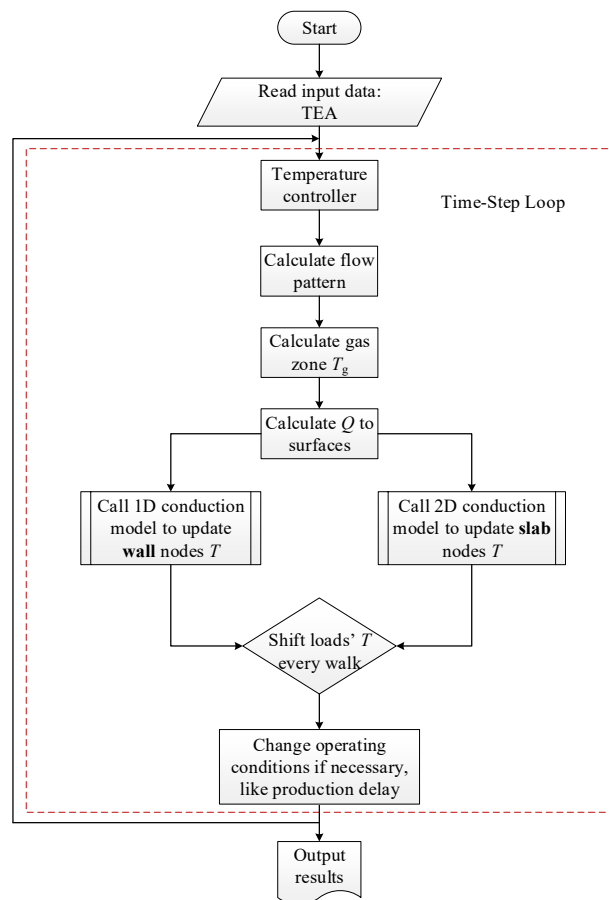 Start
Read input data:
TEA
Temperature
controller
Time-Step Loop
Calculate flow
pattern
Calculate gas
zone Tg
Calculate Q to
surfaces
Call 1D conduction
model to update
wall nodes T
Call 2D conduction
model to update slab
nodes T
Shift loads’ T
every walk
Change operating
conditions if necessary,
like production delay
Output
results